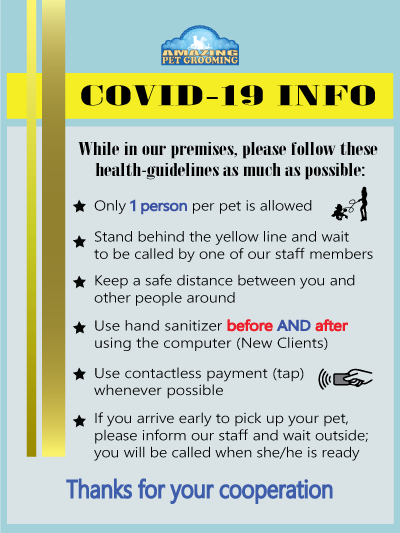 AMAZING
PET GROOMING
COVID-19 INFO
While in our premises, please follow these
health-guidelines as much as possible:
Only 1 person per pet is allowed
Stand behind the yellow line and wait
to be called by one of our staff members
Keep a safe distance between you and
other people around
Use hand sanitizer before AND after
using the computer (New Clients)
Use contactless payment (tap)
whenever possible
If you arrive early to pick up your pet,
please inform our staff and wait outside;
you will be called when she/he is ready
Thanks for your cooperation